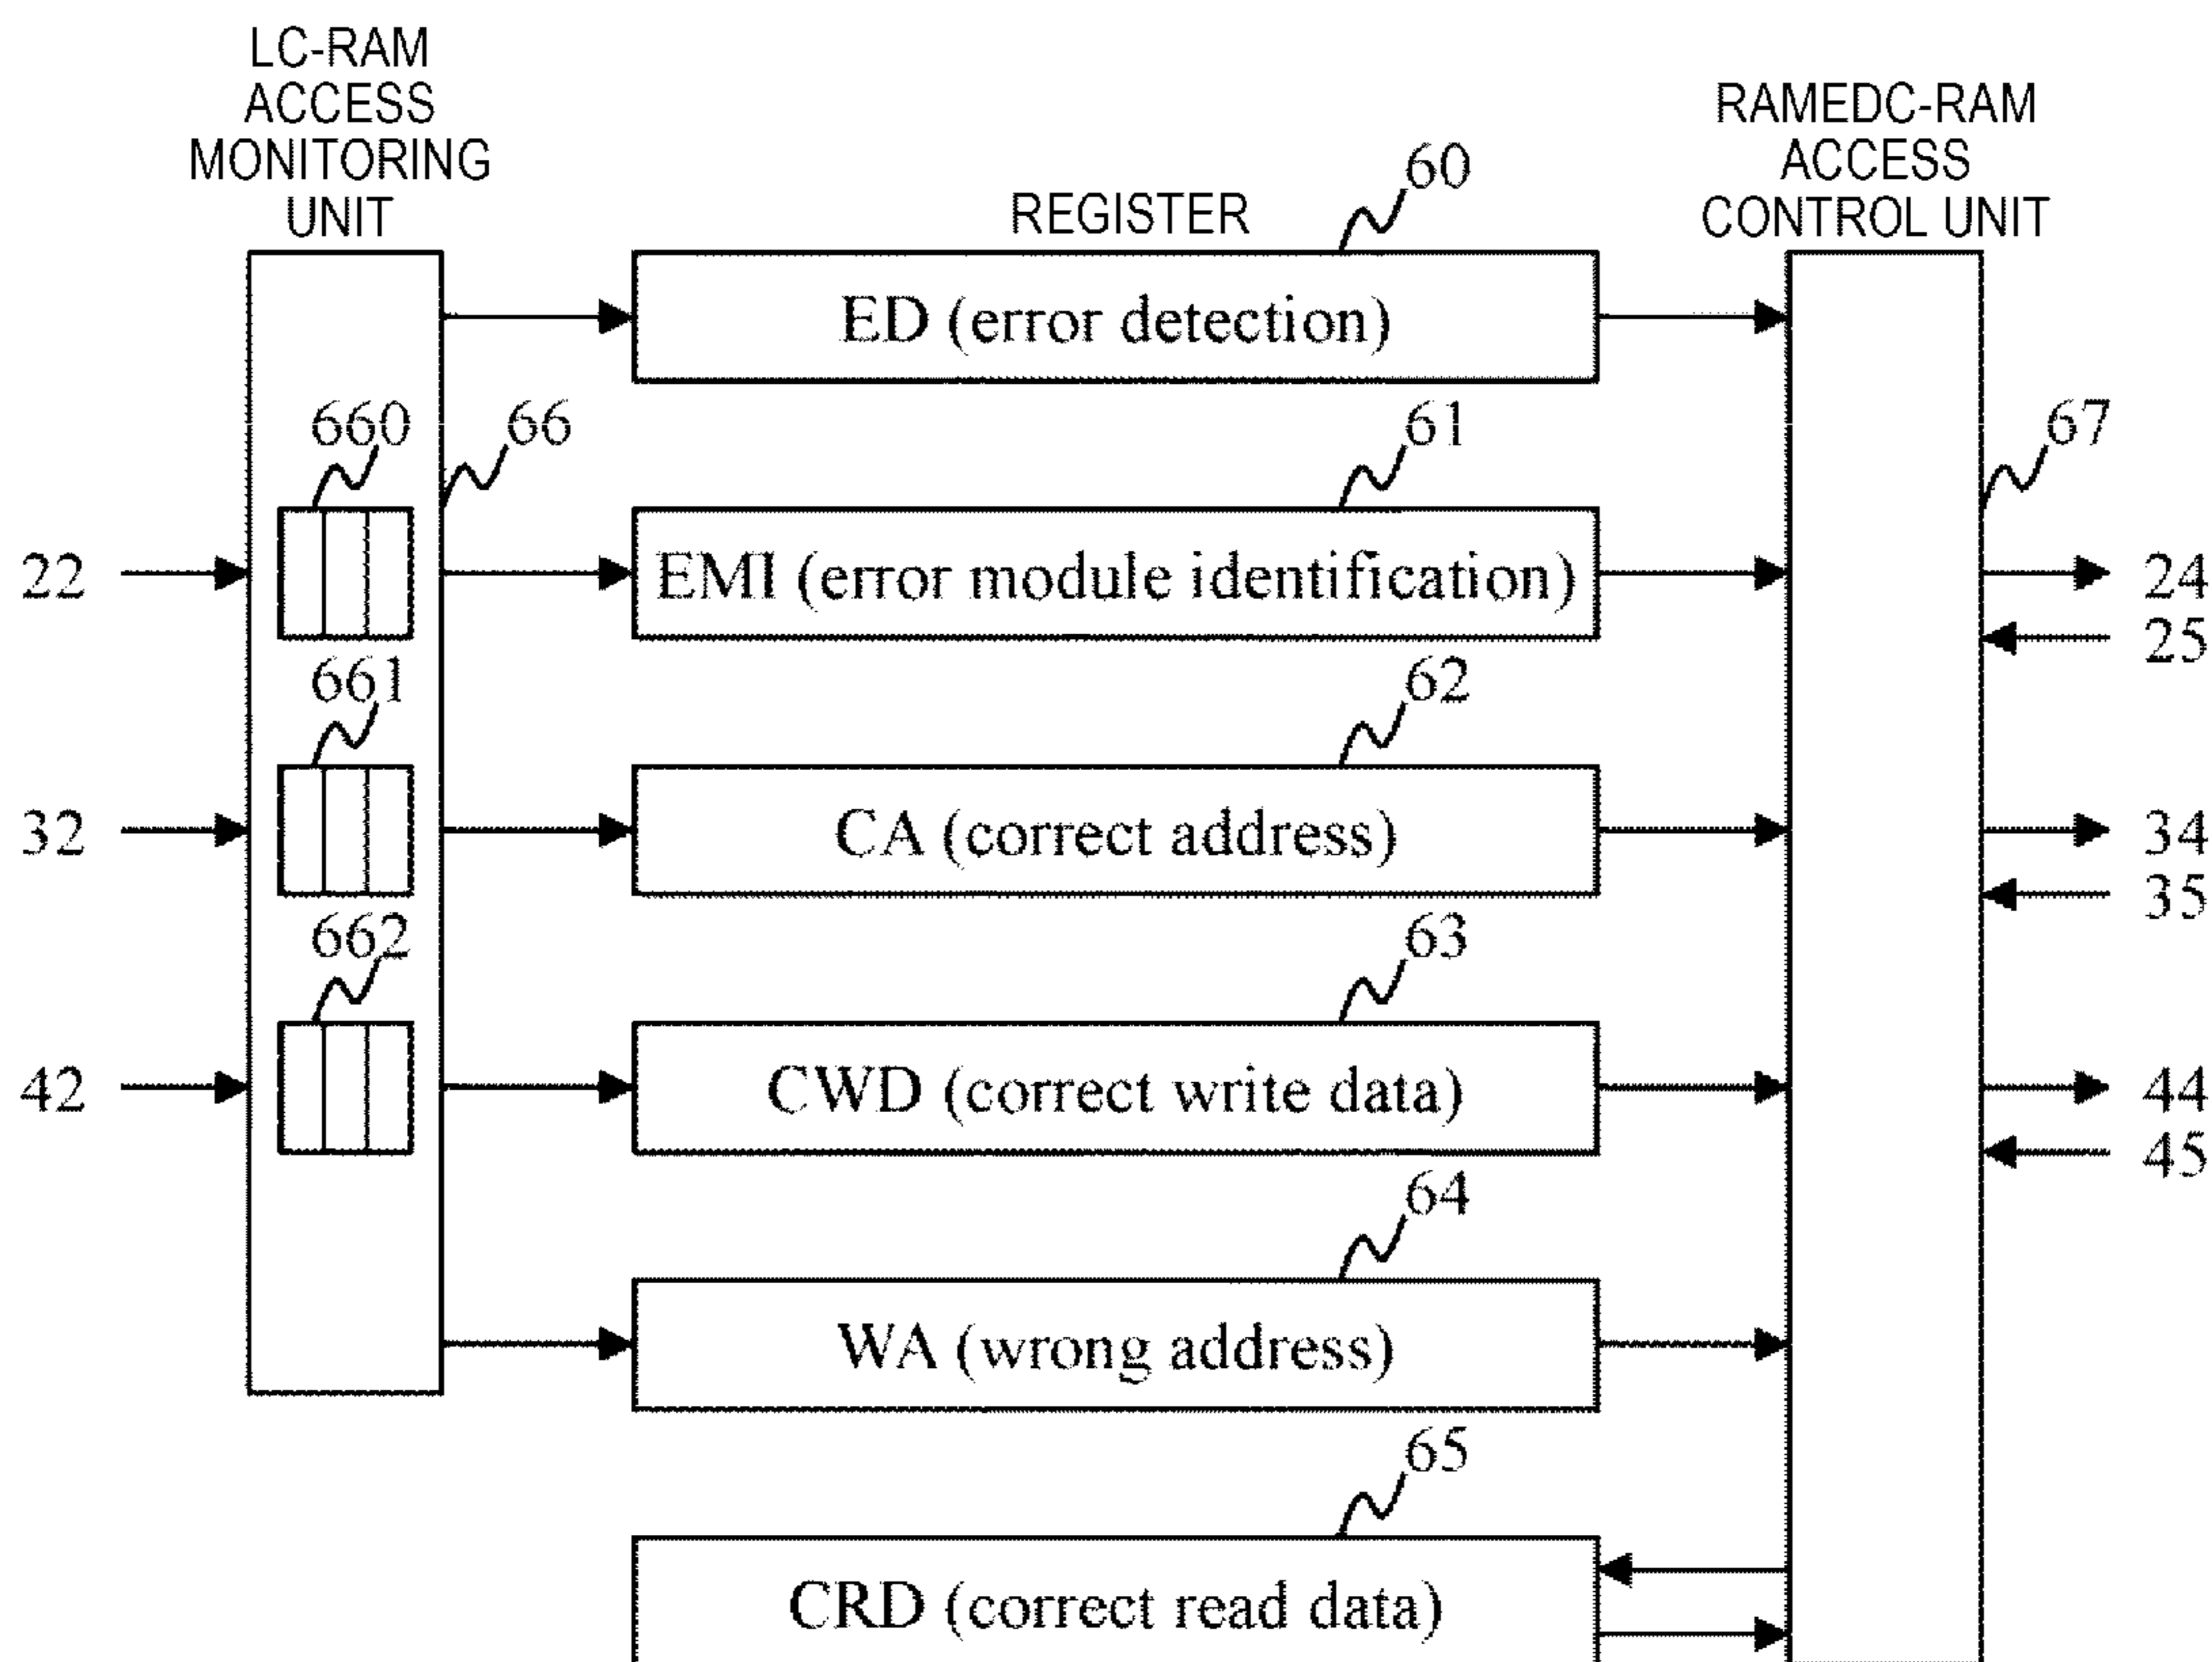 LC-RAM
ACCESS
MONITORING
UNIT
REGISTER
RAMEDC-RAM
ACCESS
CONTROL UNIT
60
ED (error detection)
660
66
61
67
22
EMI (error module identification)
24
25
661
62
32
CA (correct address)
34
35
662
63
42
CWD (correct write data)
44
45
64
WA (wrong address)
65
CRD (correct read data)